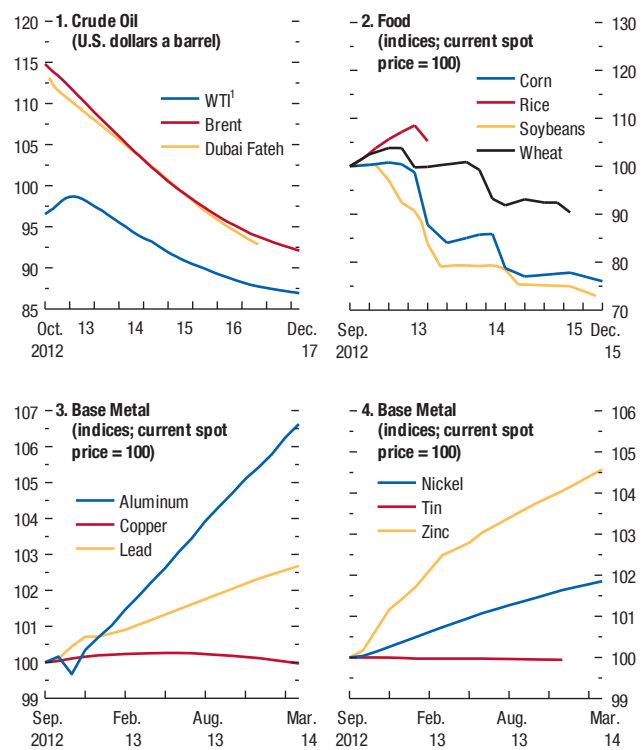 1. Crude Oil
(U.S. dollars a barrel)
WTI¹
Brent
Dubai Fateh
120
115
110
105
100
95
90
85
Oct. 13 14 15 16 Dec.
2012 17
2. Food
(indices; current spot
price = 100)
Corn
Rice
Soybeans
Wheat
130
120
110
100
90
80
70
Sep. 13 14 15 Dec.
2012 15
3. Base Metal
(indices; current spot
price = 100)
Aluminum
Copper
Lead
107
106
105
104
103
102
101
100
99
Sep. Feb. Aug. Mar.
2012 13 13 14
4. Base Metal
(indices; current spot
price = 100)
Nickel
Tin
Zinc
106
105
104
103
102
101
100
99
Sep. Feb. Aug. Mar.
2012 13 13 14